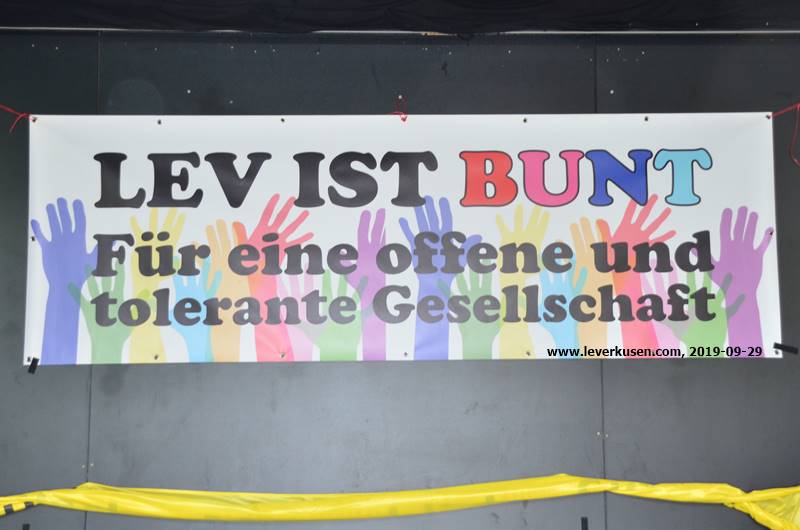 LEV IST BUNT
Für eine offene und
tolerante Gesellschaft
www.leverkusen.com, 2019-09-29